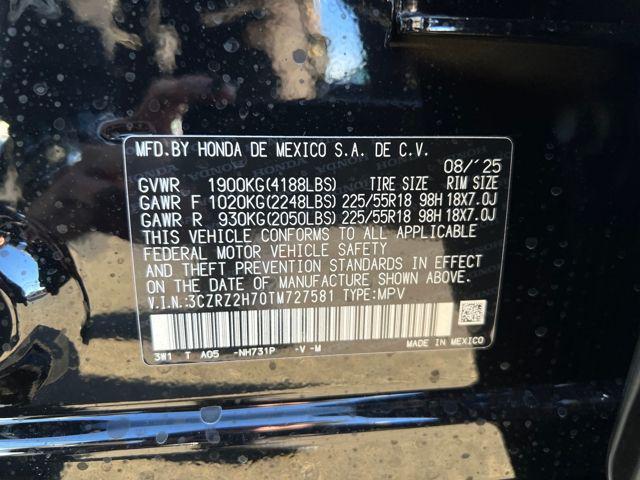 MFD.BY HONDA DE MEXICO S.A. DE C.V.
08/´25
GVWR 1900KG(4188LBS) TIRE SIZE RIM SIZE
GAWR F 1020KG(2248LBS) 225/55R18 98H 18X7.0J
GAWR R 930KG(2050LBS) 225/55R18 98H 18X7.0J
THIS VEHICLE CONFORMS TO ALL APPLICABLE
FEDERAL MOTOR VEHICLE SAFETY
AND THEFT PREVENTION STANDARDS IN EFFECT
ON THE DATE OF MANUFACTURE SHOWN ABOVE.
V.I.N.:3CZRZ2H70TM727581 TYPE:MPV
3W1 T A05 -NH731P -V -M MADE IN MEXICO